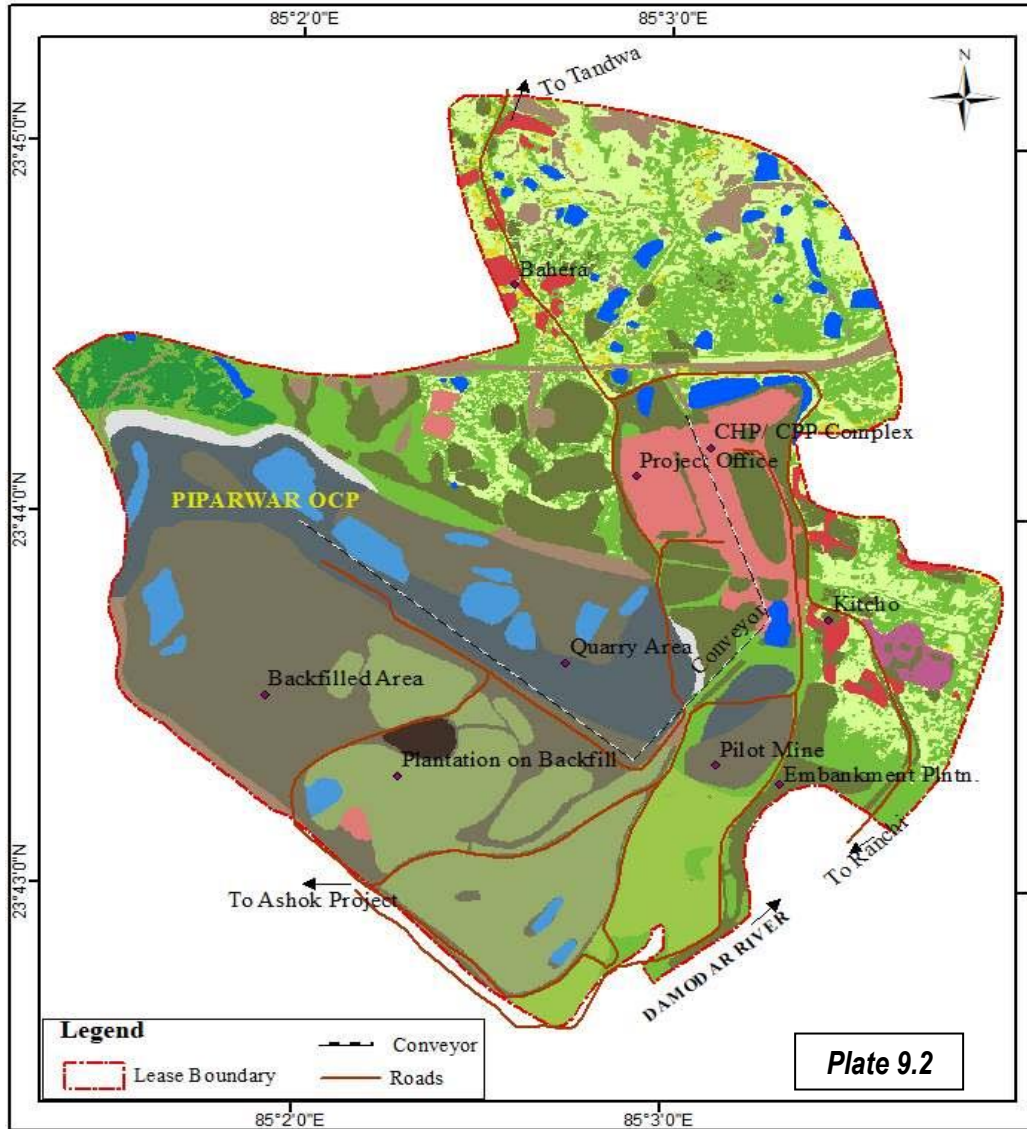 85°2'0"E
85°3'0"E
N
To Tandwa
23°45'0"N
Bahera
CHP/ CPP Complex
Project Office
23°44'0"N
PIPARWAR OCP
Kitcho
Conveyor
Quarry Area
Backfilled Area
Pilot Mine
Plantation on Backfill
Embankment Plntn.
To Ranchi
23°43'0"N
To Ashok Project
DAMODAR RIVER
Legend
Conveyor
Lease Boundary
Roads
Plate 9.2
85°2'0"E
85°3'0"E